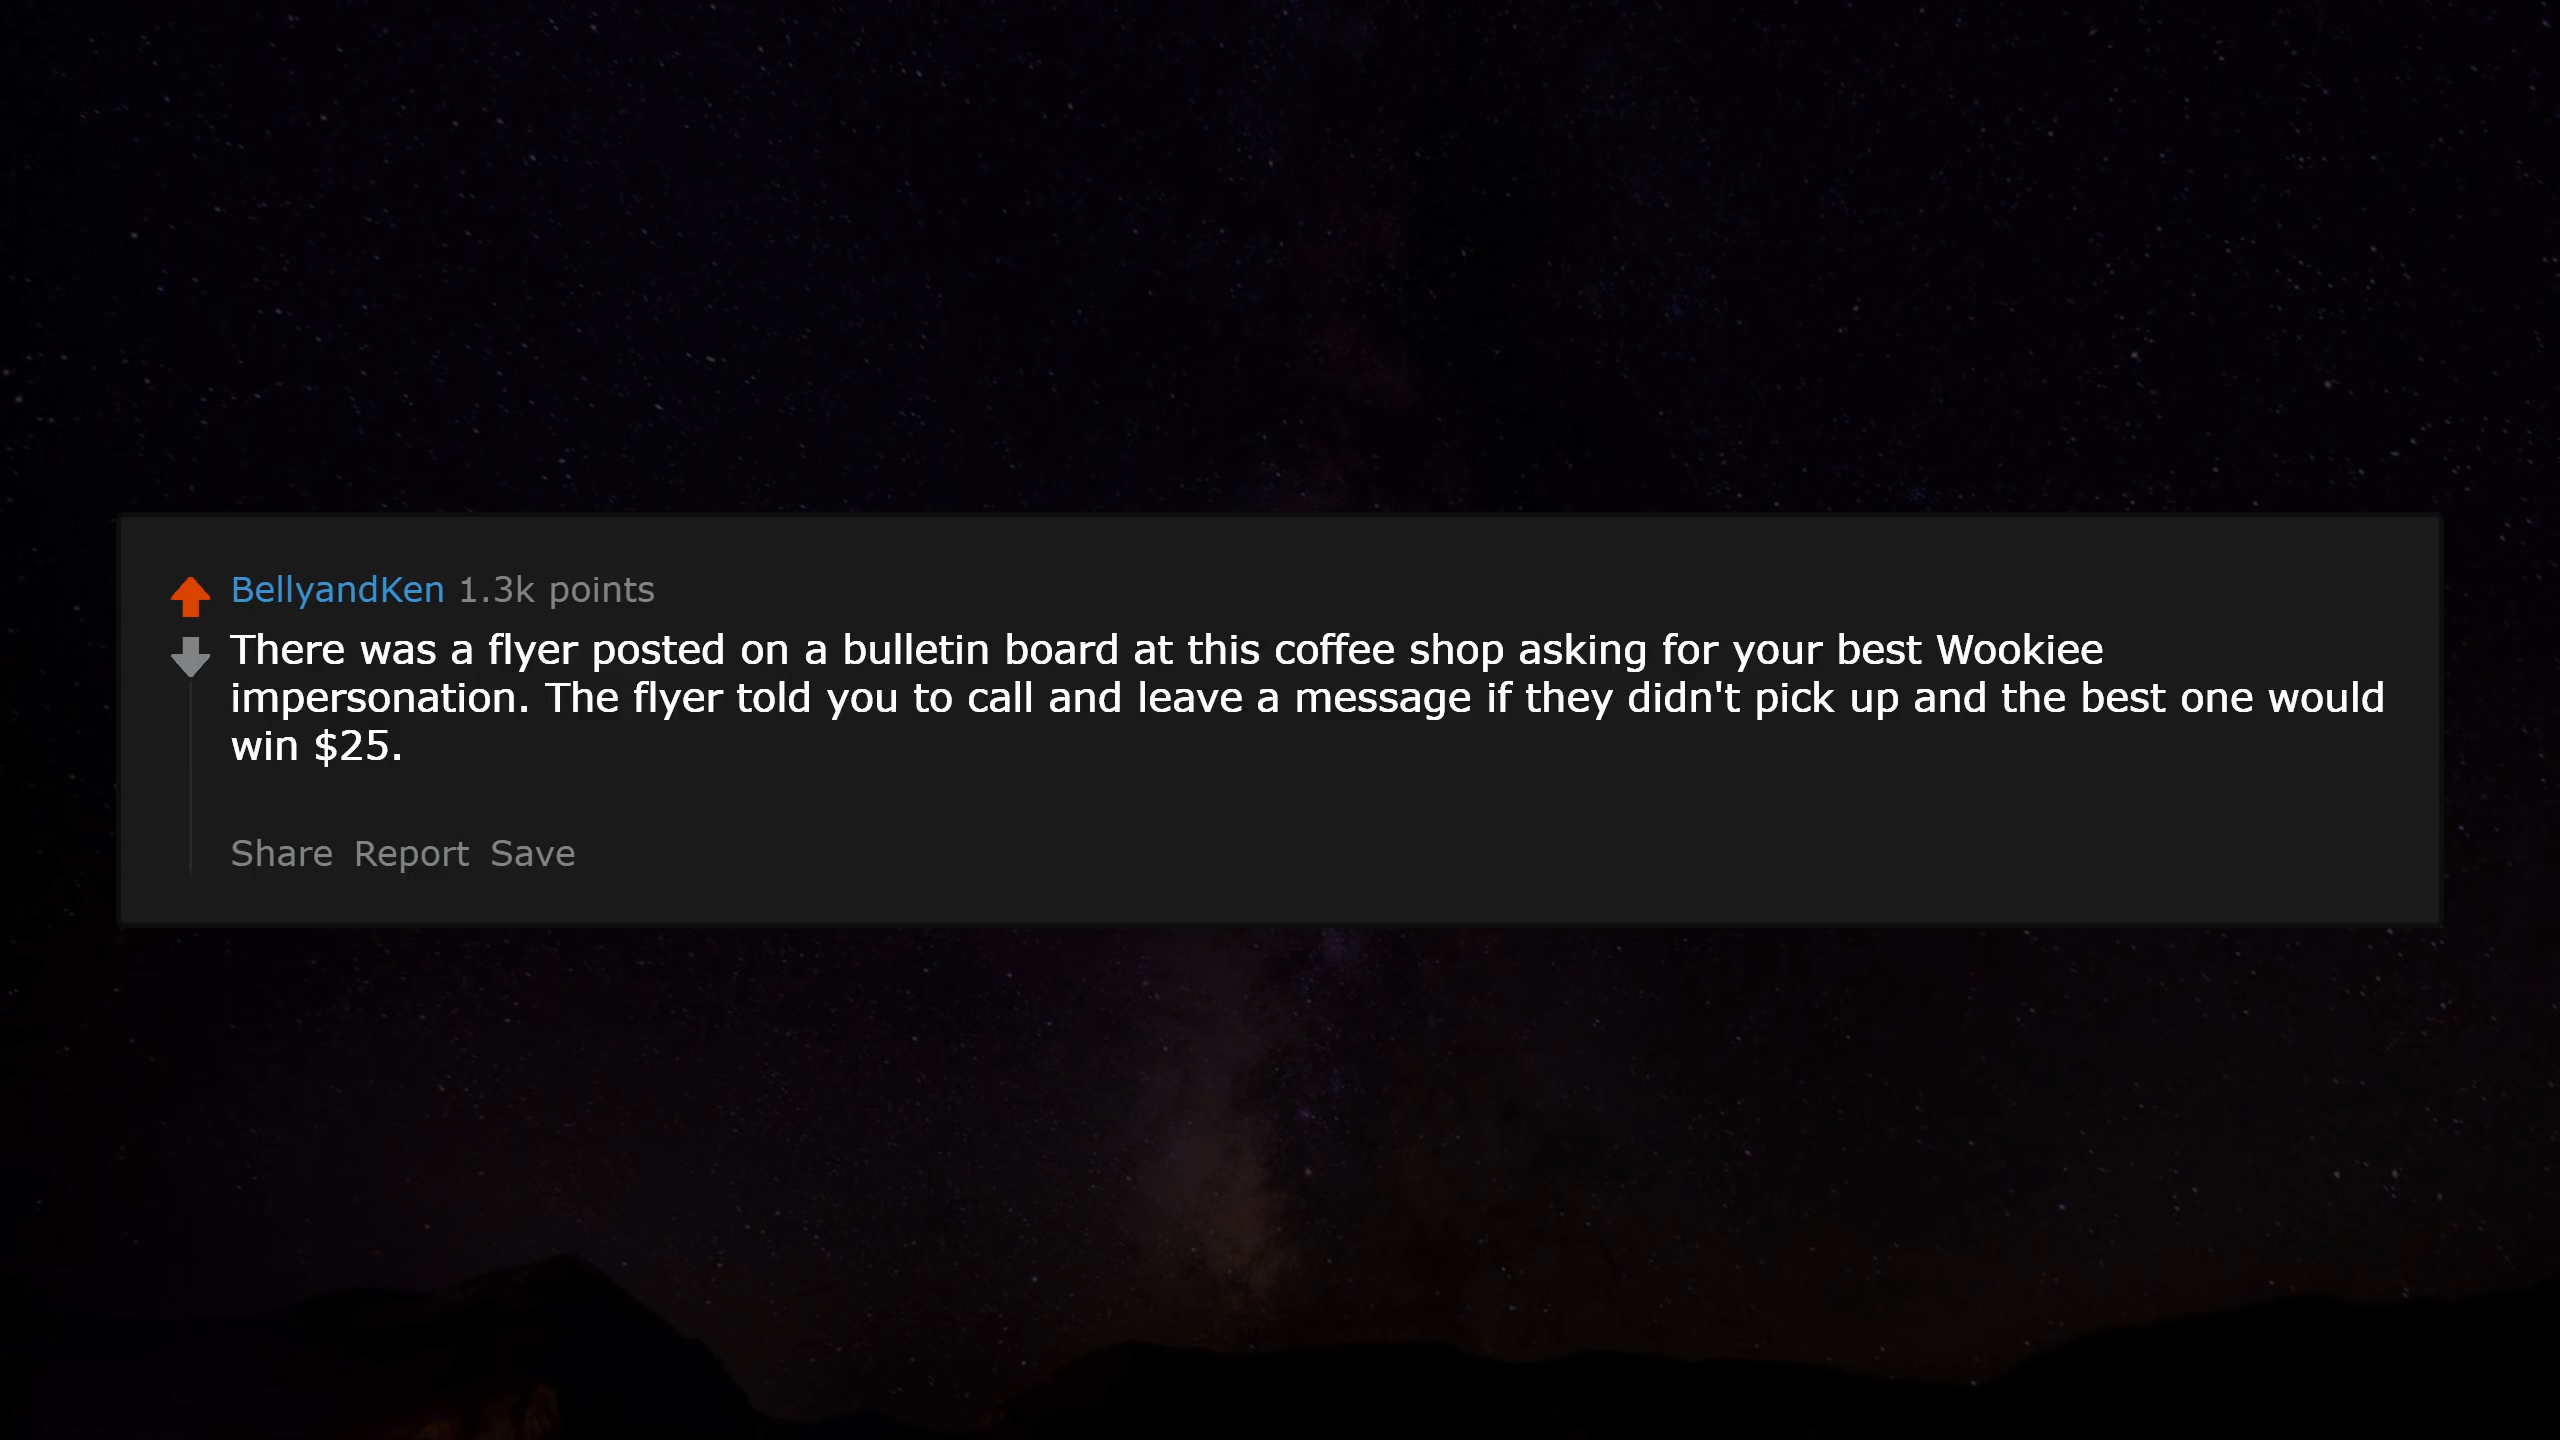 BellyandKen 1.3k points
There was a flyer posted on a bulletin board at this coffee shop asking for your best Wookiee
impersonation. The flyer told you to call and leave a message if they didn't pick up and the best one would
win $25.
Share Report Save